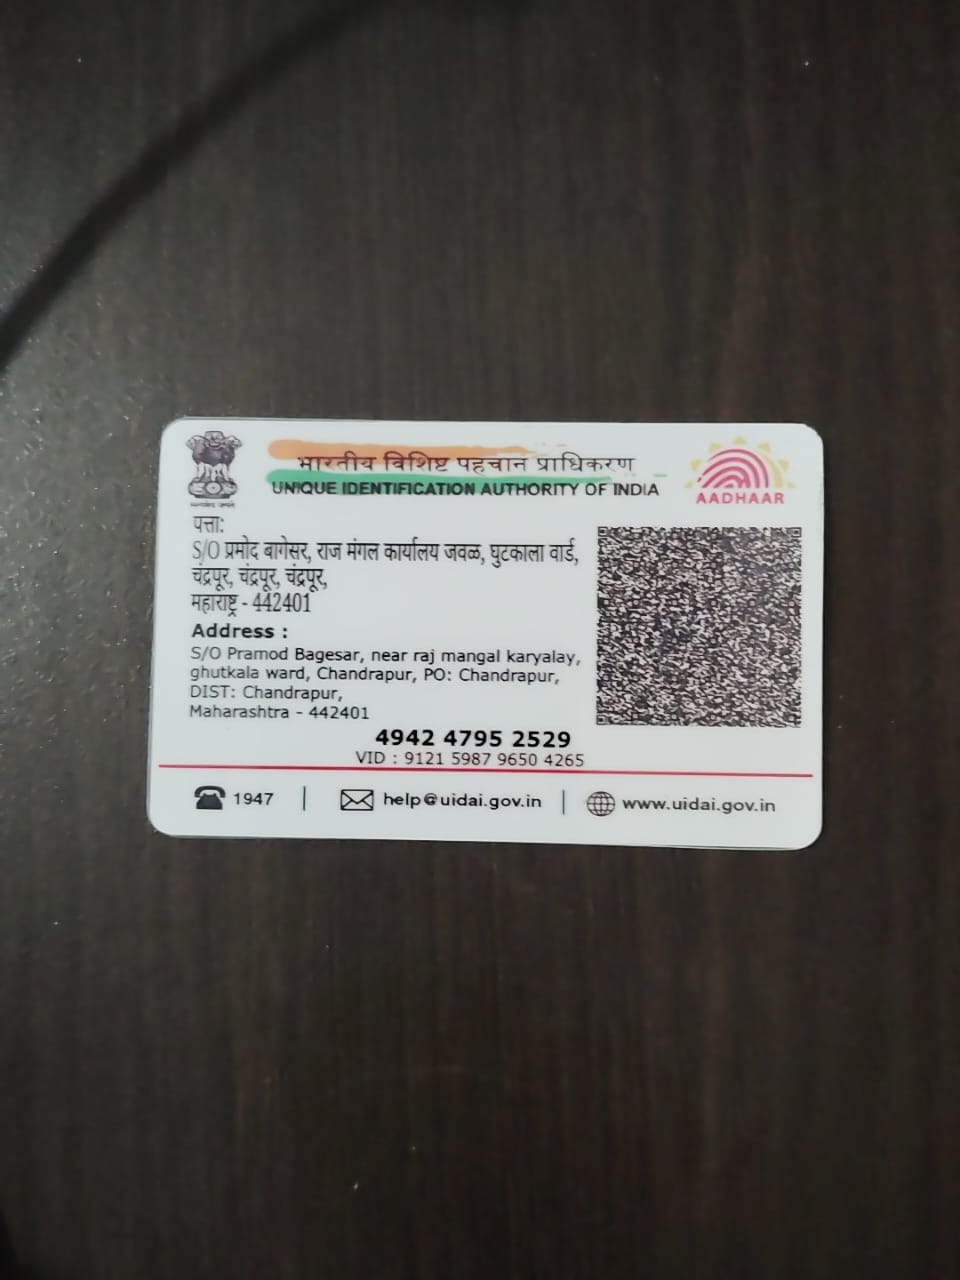 भारतीय विशिष्ट पहचान प्राधिकरण
UNIQUE IDENTIFICATION AUTHORITY OF INDIA
AADHAAR
पत्ता:
S/O प्रमोद बागेसर, राज मंगल कार्यालय जवळ, घुटकाला वार्ड,
चंद्रपूर, चंद्रपूर, चंद्रपूर,
महाराष्ट्र - 442401
Address :
S/O Pramod Bagesar, near raj mangal karyalay,
ghutkala ward, Chandrapur, PO: Chandrapur,
DIST: Chandrapur,
Maharashtra - 442401
4942 4795 2529
VID : 9121 5987 9650 4265
1947 | help@uidai.gov.in | www.uidai.gov.in